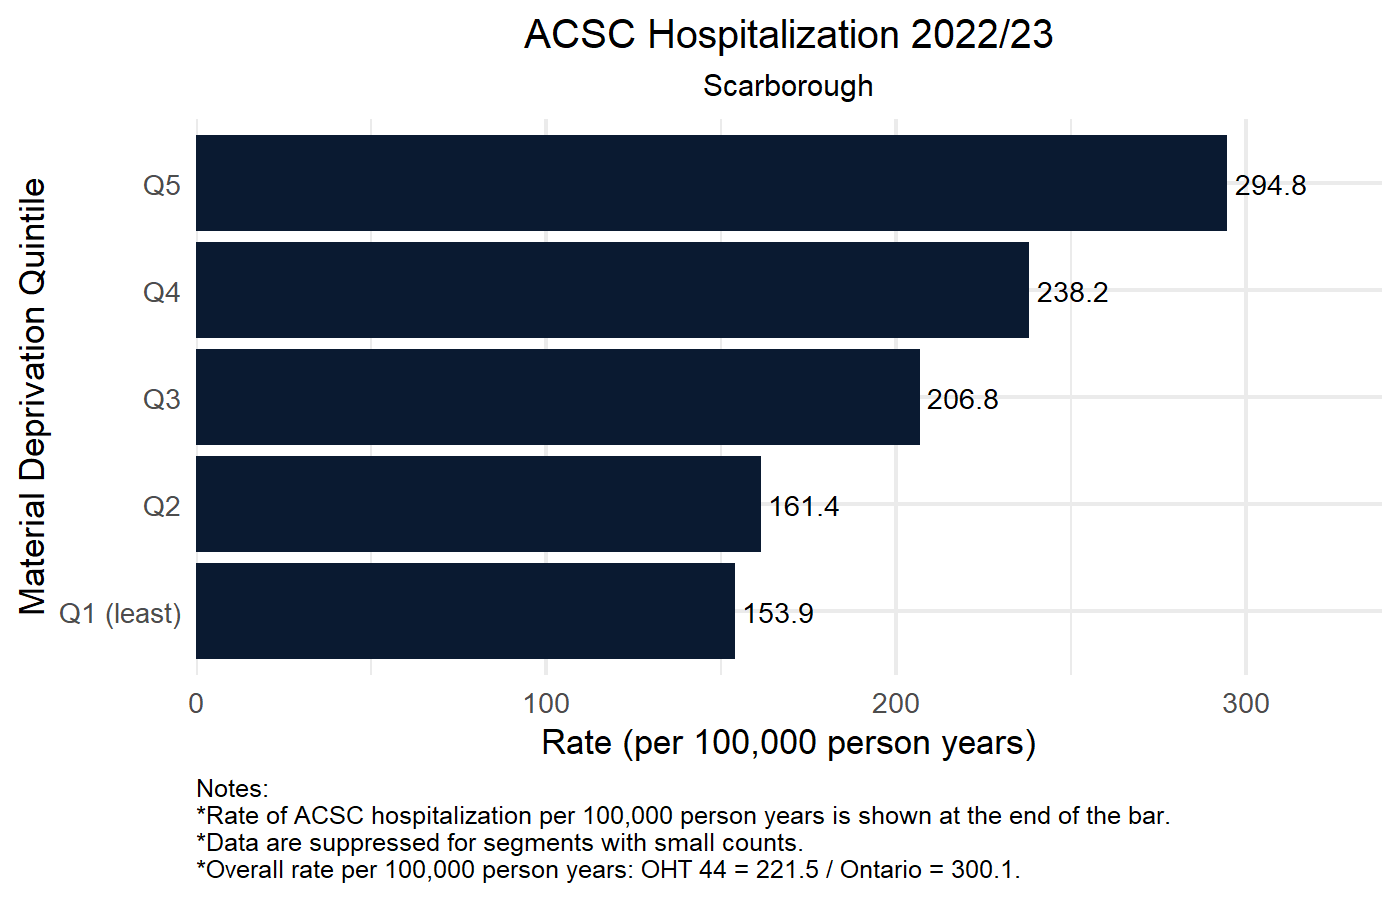 ACSC Hospitalization 2022/23
Scarborough
Material Deprivation Quintile
Q5
294.8
Q4
238.2
Q3
206.8
Q2
161.4
Q1 (least)
153.9
0 100 200 300
Rate (per 100,000 person years)
Notes:
*Rate of ACSC hospitalization per 100,000 person years is shown at the end of the bar.
*Data are suppressed for segments with small counts.
*Overall rate per 100,000 person years: OHT 44 = 221.5 / Ontario = 300.1.